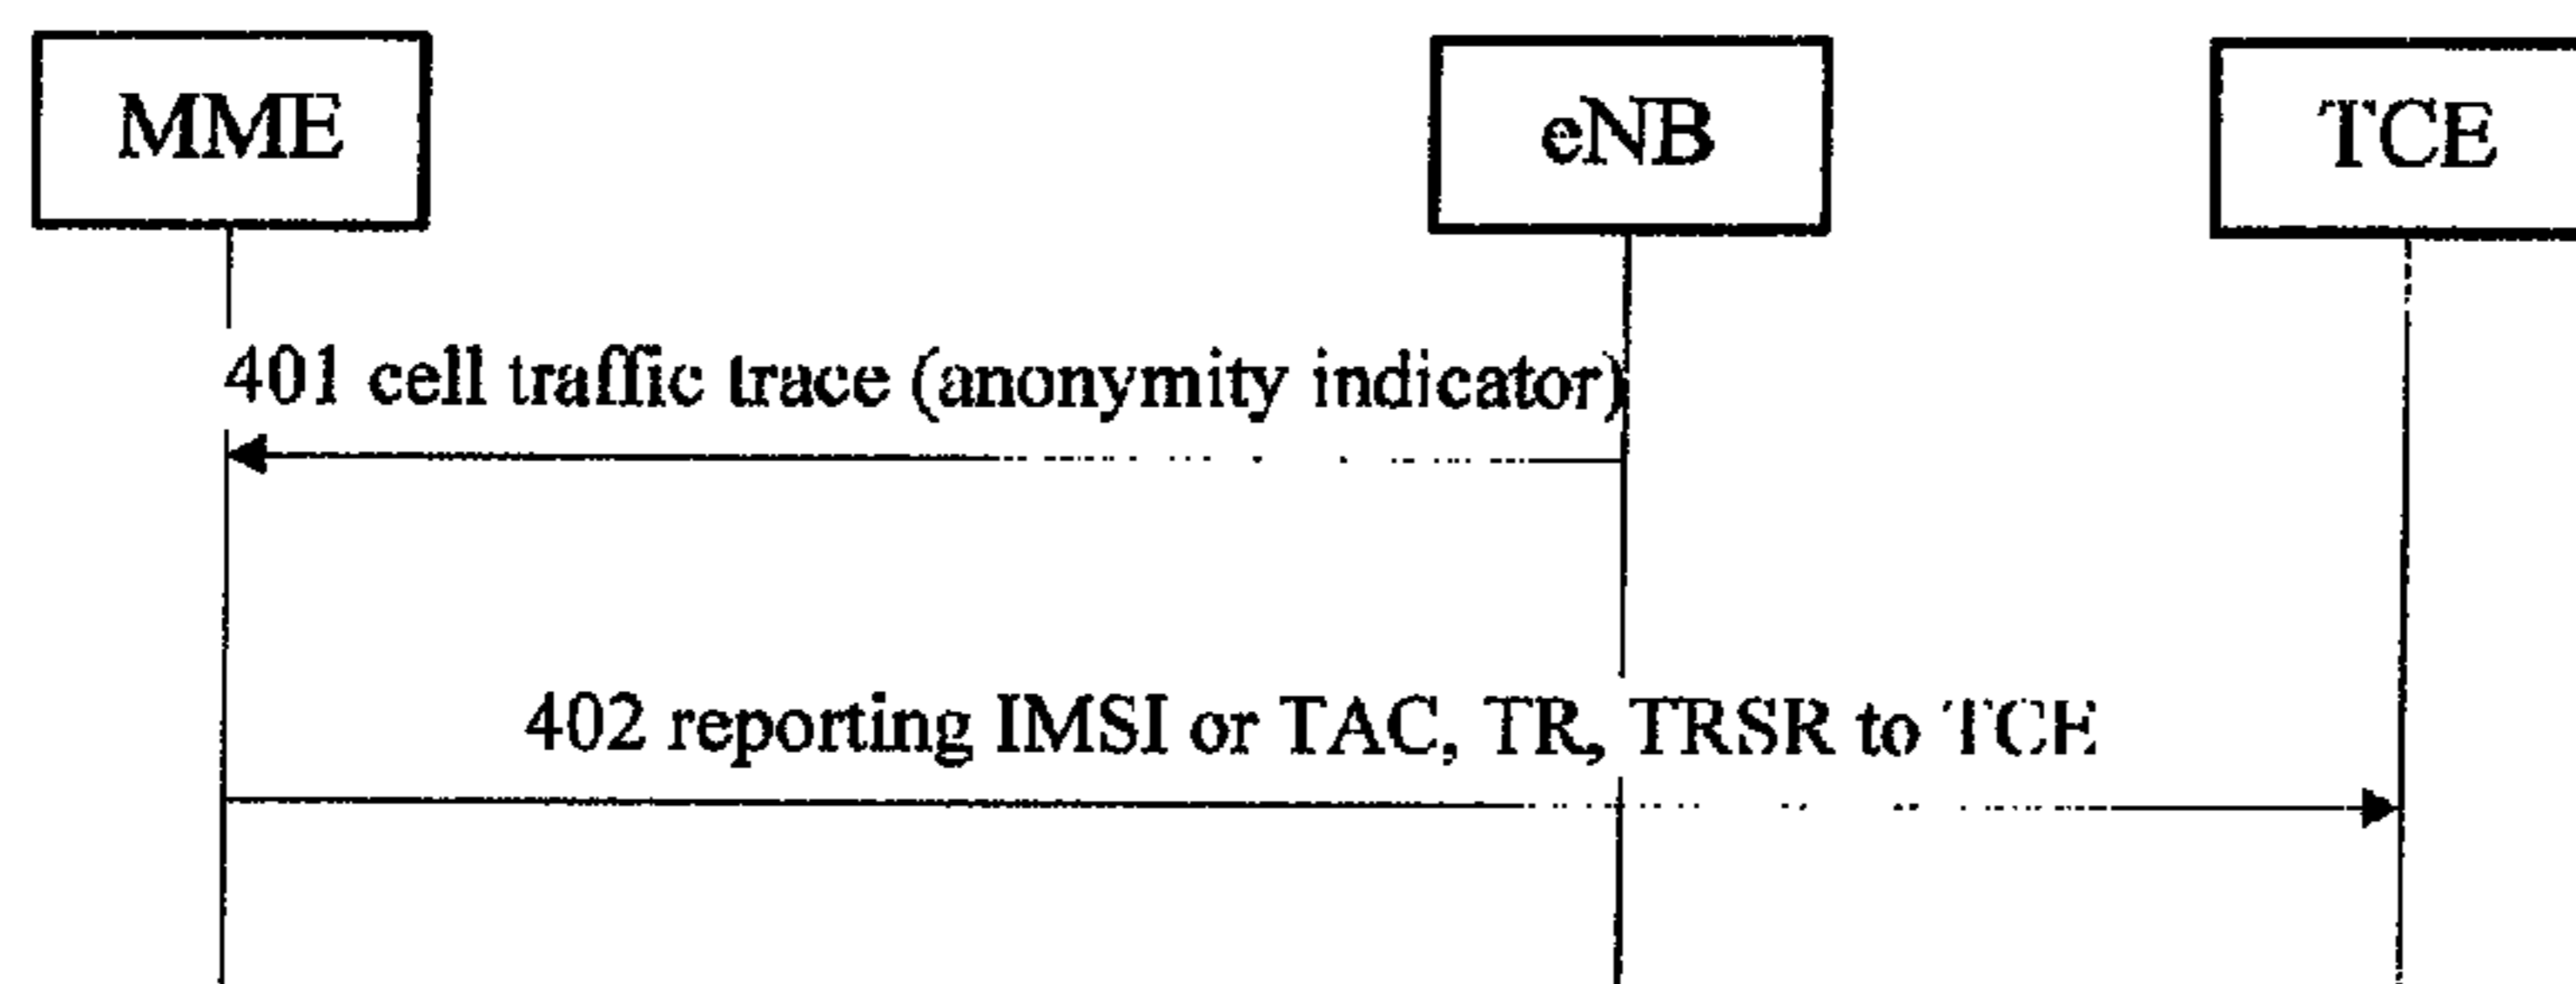 MME
eNB
TCE
401 cell traffic trace (anonymity indicator)
402 reporting IMSI or TAC, TR, TRSR to TCE